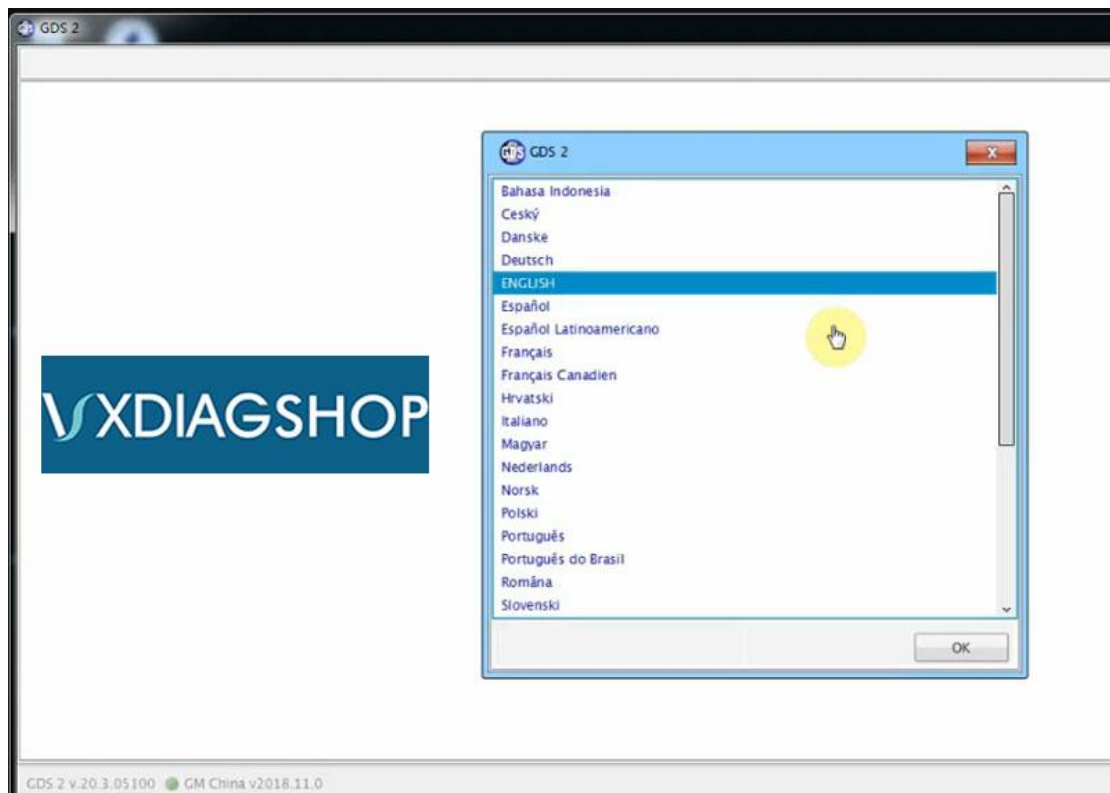 GDS 2
GDS 2
Bahasa Indonesia
Ceský
Danske
Deutsch
ENGLISH
Español
Español Latinoamericano
Français
Français Canadien
Hrvatski
Italiano
Magyar
Nederlands
Norsk
Polski
Português
Português do Brasil
Româna
Slovenski
OK
VXDIAGSHOP
GDS 2 v.20.3.05100 GM China v2018.11.0